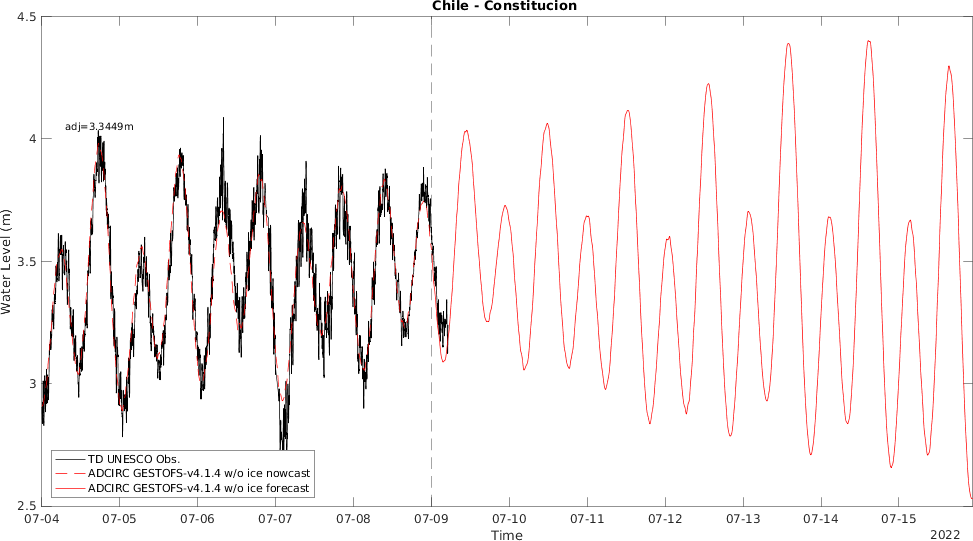 Chile - Constitucion
4.5
4
3.5
3
2.5
Water Level (m)
adj=3.3449m
TD UNESCO Obs.
ADCIRC GESTOFS-v4.1.4 w/o ice nowcast
ADCIRC GESTOFS-v4.1.4 w/o ice forecast
07-04 07-05 07-06 07-07 07-08 07-09 07-10 07-11 07-12 07-13 07-14 07-15
Time
2022